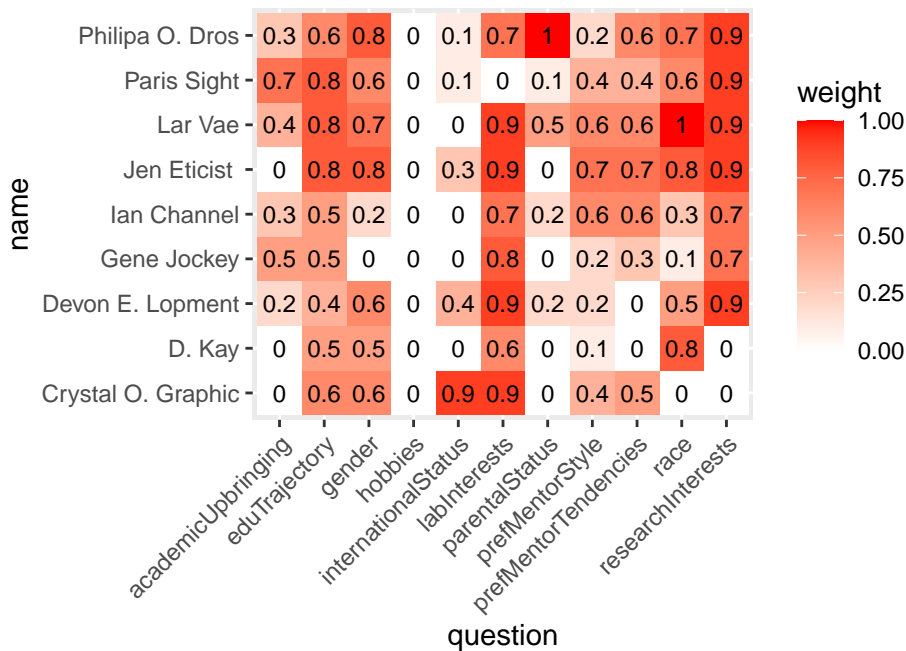 Philipa O. Dros 0.3 0.6 0.8 0 0.1 0.7 1 0.2 0.6 0.7 0.9
Paris Sight 0.7 0.8 0.6 0 0.1 0 0.1 0.4 0.4 0.6 0.9
Lar Vae 0.4 0.8 0.7 0 0 0.9 0.5 0.6 0.6 1 0.9
Jen Eticist 0 0.8 0.8 0 0.3 0.9 0 0.7 0.7 0.8 0.9
Ian Channel 0.3 0.5 0.2 0 0 0.7 0.2 0.6 0.6 0.3 0.7
Gene Jockey 0.5 0.5 0 0 0 0.8 0 0.2 0.3 0.1 0.7
Devon E. Lopment 0.2 0.4 0.6 0 0.4 0.9 0.2 0.2 0 0.5 0.9
D. Kay 0 0.5 0.5 0 0 0.6 0 0.1 0 0.8 0
Crystal O. Graphic 0 0.6 0.6 0 0.9 0.9 0 0.4 0.5 0 0
name
academicUpbringing
eduTrajectory
gender
hobbies
internationalStatus
labInterests
parentalStatus
prefMentorStyle
prefMentorTendencies
race
researchInterests
question
weight
1.00
0.75
0.50
0.25
0.00